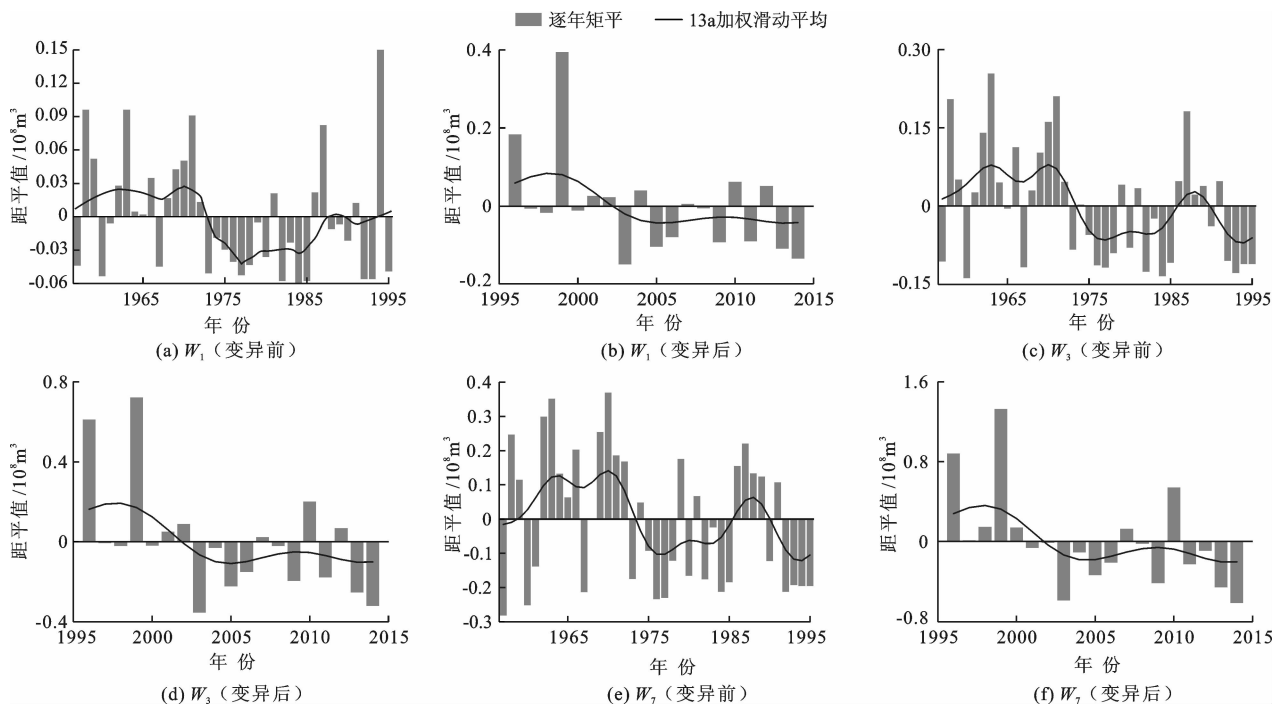 逐年矩平 13a加权滑动平均
0.15
0.12
0.09
0.06
0.03
0
-0.03
-0.06
距平值/10⁸m³
1965 1975 1985 1995
年 份
(a) W₁（变异前）
0.4
0.2
0
-0.2
距平值/10⁸m³
1995 2000 2005 2010 2015
年 份
(b) W₁（变异后）
0.30
0.15
0
-0.15
距平值/10⁸m³
1965 1975 1985 1995
年 份
(c) W₃（变异前）
0.8
0.4
0
-0.4
距平值/10⁸m³
1995 2000 2005 2010 2015
年 份
(d) W₃（变异后）
0.4
0.3
0.2
0.1
0
-0.1
-0.2
-0.3
距平值/10⁸m³
1965 1975 1985 1995
年 份
(e) W₇（变异前）
1.6
0.8
0
-0.8
距平值/10⁸m³
1995 2000 2005 2010 2015
年 份
(f) W₇（变异后）